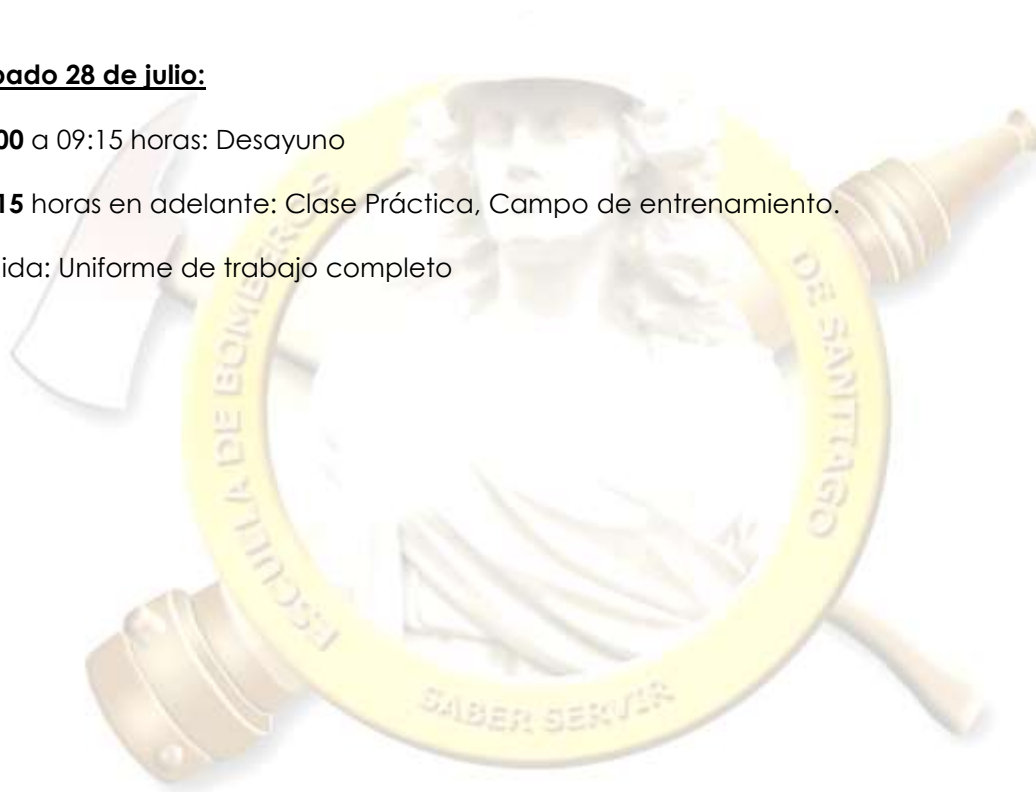 bado 28 de julio:
00 a 09:15 horas: Desayuno
15 horas en adelante: Clase Práctica, Campo de entrenamiento.
ida: Uniforme de trabajo completo
ESCUELA DE BOMBEROS
DE SANTIAGO
SABER SERVIR